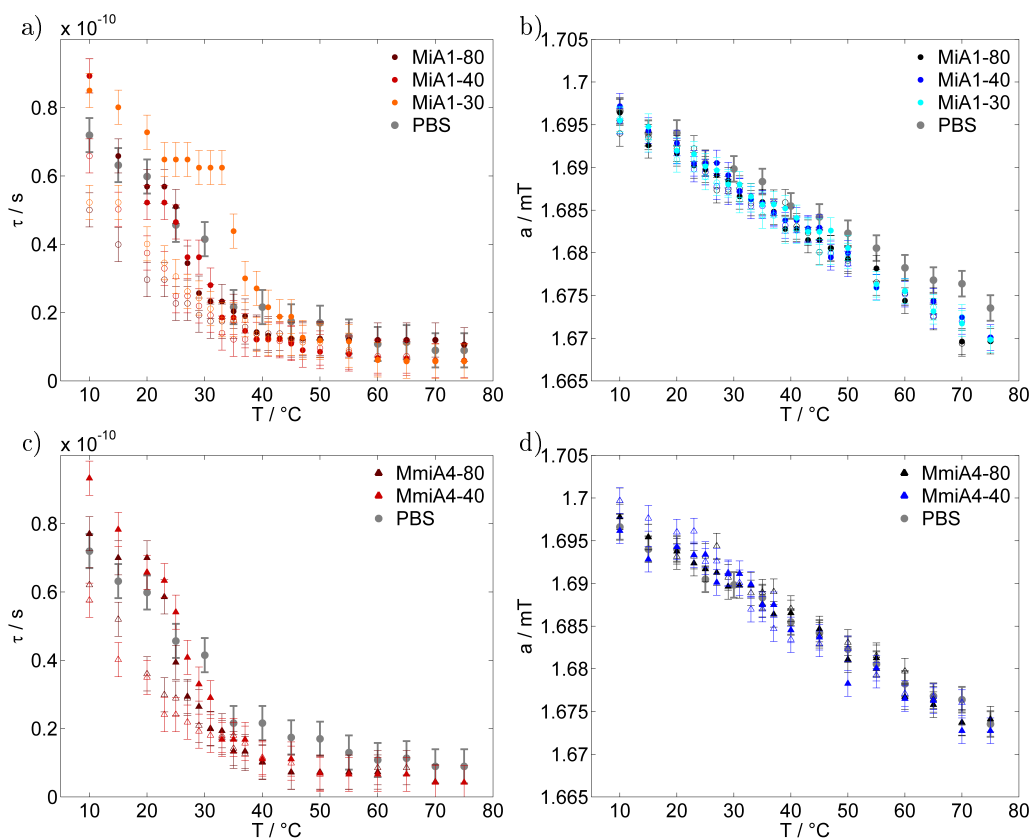 a)
x 10^-10
MiA1-80
MiA1-40
MiA1-30
PBS
0.8
0.6
0.4
0.2
0
τ / s
10 20 30 40 50 60 70 80
T / °C
b)
1.705
1.7
1.695
1.69
1.685
1.68
1.675
1.67
1.665
a / mT
MiA1-80
MiA1-40
MiA1-30
PBS
10 20 30 40 50 60 70 80
T / °C
c)
x 10^-10
MmiA4-80
MmiA4-40
PBS
0.8
0.6
0.4
0.2
0
τ / s
10 20 30 40 50 60 70 80
T / °C
d)
1.705
1.7
1.695
1.69
1.685
1.68
1.675
1.67
1.665
a / mT
MmiA4-80
MmiA4-40
PBS
10 20 30 40 50 60 70 80
T / °C